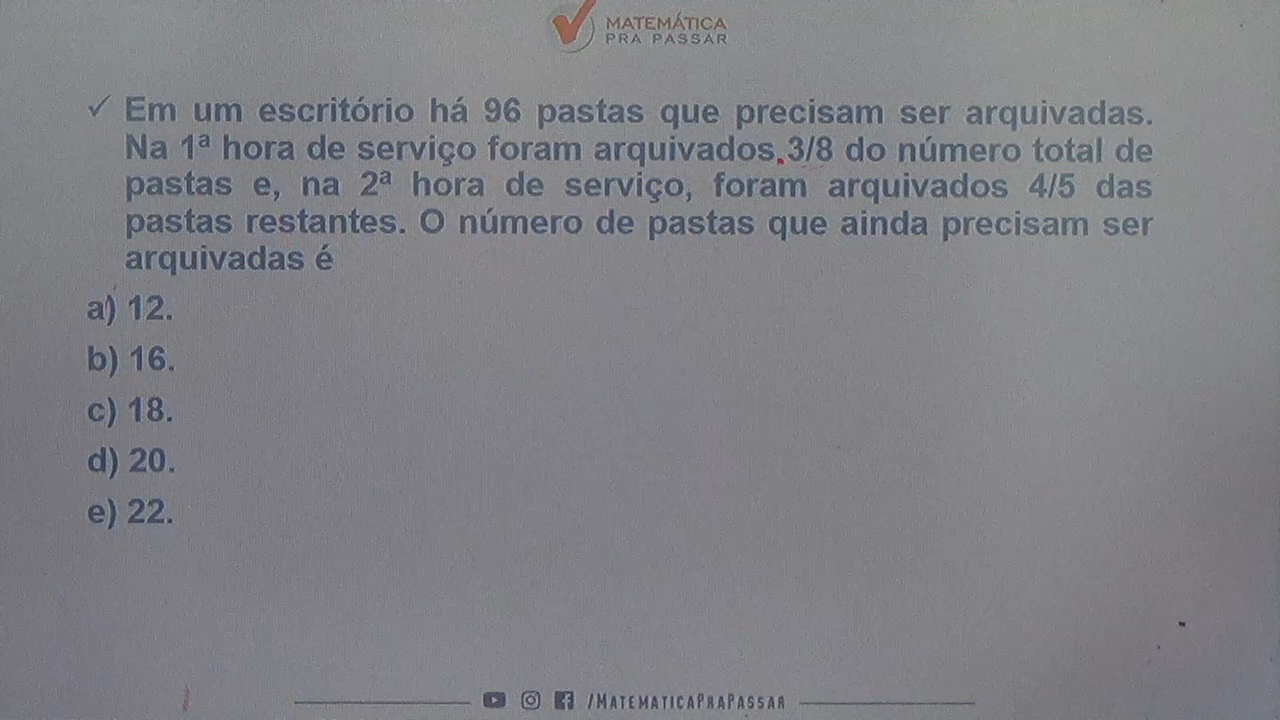 MATEMÁTICA
PRA PASSAR
✓ Em um escritório há 96 pastas que precisam ser arquivadas.
Na 1ª hora de serviço foram arquivados 3/8 do número total de
pastas e, na 2ª hora de serviço, foram arquivados 4/5 das
pastas restantes. O número de pastas que ainda precisam ser
arquivadas é
a) 12.
b) 16.
c) 18.
d) 20.
e) 22.
/MATEMATICAPRAPASSAR